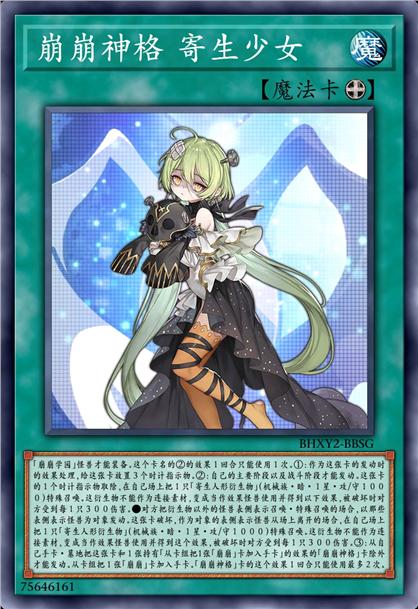 崩崩神格 寄生少女
魔
【魔法卡】
BHXY2-BBSG
「崩崩学园」怪兽才能装备。这个卡名的②的效果1回合只能使用1次。①:作为这张卡的发动时
的效果处理,给这张卡放置3个时计指示物。②:自己的主要阶段以及战斗阶段才能发动。这张卡
的1个时计指示物取除,在自己场上把1只「寄生人形衍生物」(机械族・暗・1星・攻/守1000
0)特殊召唤。这衍生物不能作为连接素材,变成当作效果怪兽使用并得到以下效果,被破坏时对
方受到每1只300伤害。●对方把衍生物以外的怪兽表侧表示召唤・特殊召唤的场合,以那些
表侧表示怪兽为对象发动。这张卡破坏,作为对象的表侧表示怪兽从场上离开的场合,在自己场上
把1只「寄生人形衍生物」(机械族・暗・1星・攻/守1000)特殊召唤。这衍生物不能作为连
接素材,变成当作效果怪兽使用并得到这个效果,被破坏时对方受到每1只300伤害。③:从自
己手卡・墓地把这张卡和1张持有「从卡组把1张「崩崩」卡加入手卡」的效果的「崩崩神格」卡除外
才能发动。从卡组把1张「崩崩」卡加入手卡。「崩崩神格」卡的这个效果1回合只能使用最多2次。
75646161